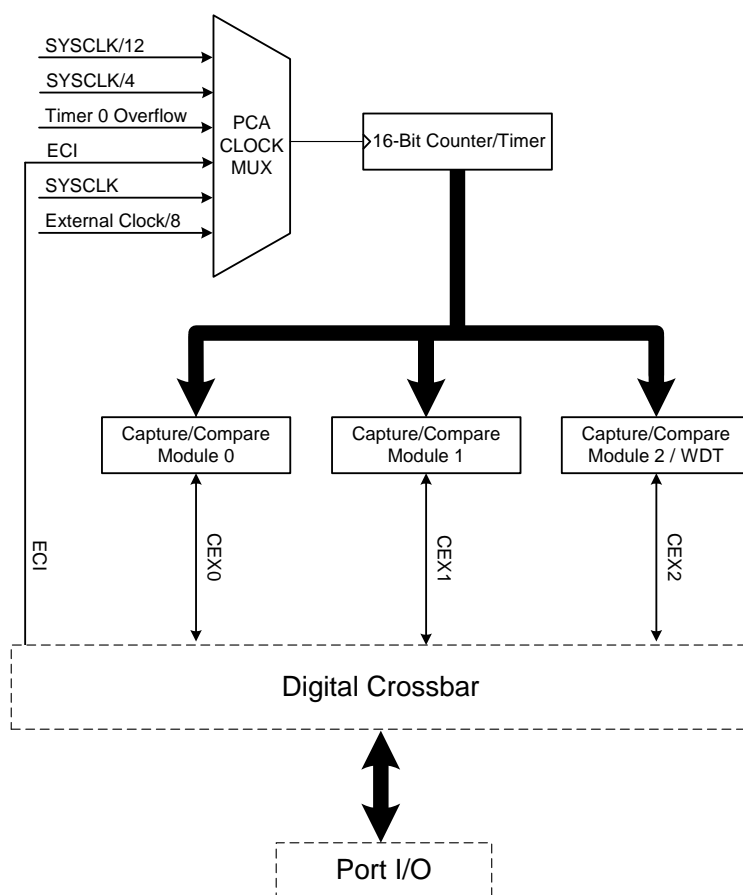 SYSCLK/12
SYSCLK/4
Timer 0 Overflow
ECI
SYSCLK
External Clock/8
PCA
CLOCK
MUX
16-Bit Counter/Timer
Capture/Compare
Module 0
Capture/Compare
Module 1
Capture/Compare
Module 2 / WDT
ECI
CEX0
CEX1
CEX2
Digital Crossbar
Port I/O